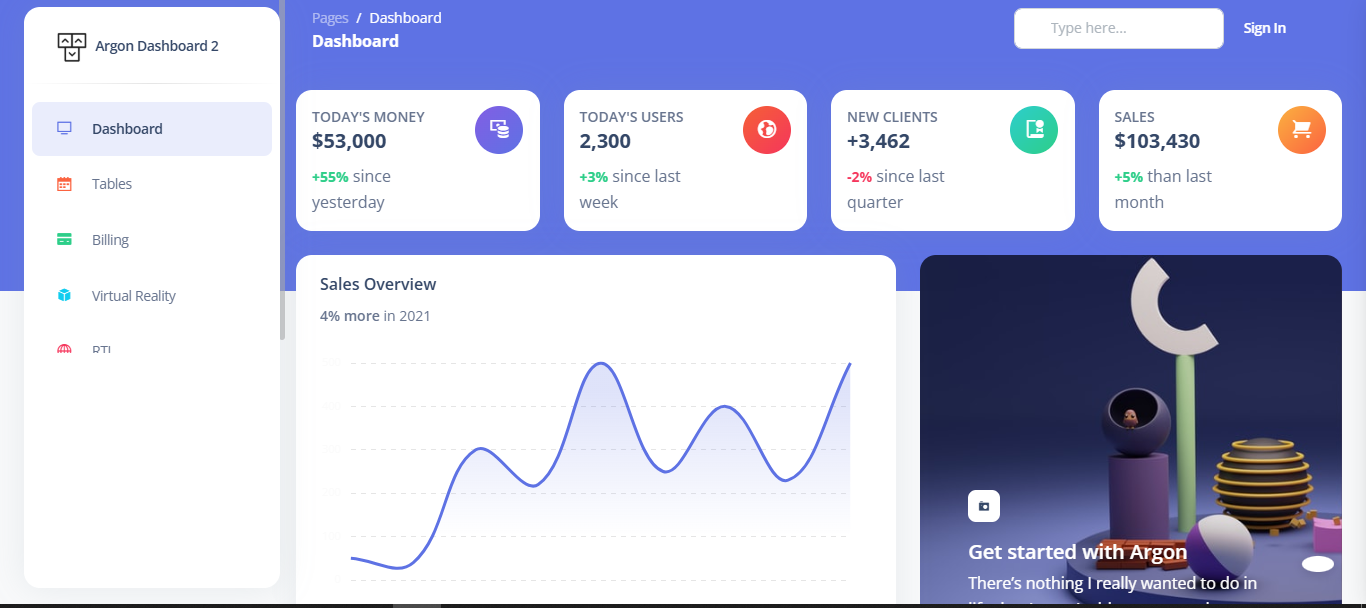 Argon Dashboard 2
Dashboard
Tables
Billing
Virtual Reality
RTL
Pages / Dashboard
Dashboard
Type here...
Sign In
TODAY'S MONEY
$53,000
+55% since
yesterday
TODAY'S USERS
2,300
+3% since last
week
NEW CLIENTS
+3,462
-2% since last
quarter
SALES
$103,430
+5% than last
month
Sales Overview
4% more in 2021
Get started with Argon
There's nothing I really wanted to do in